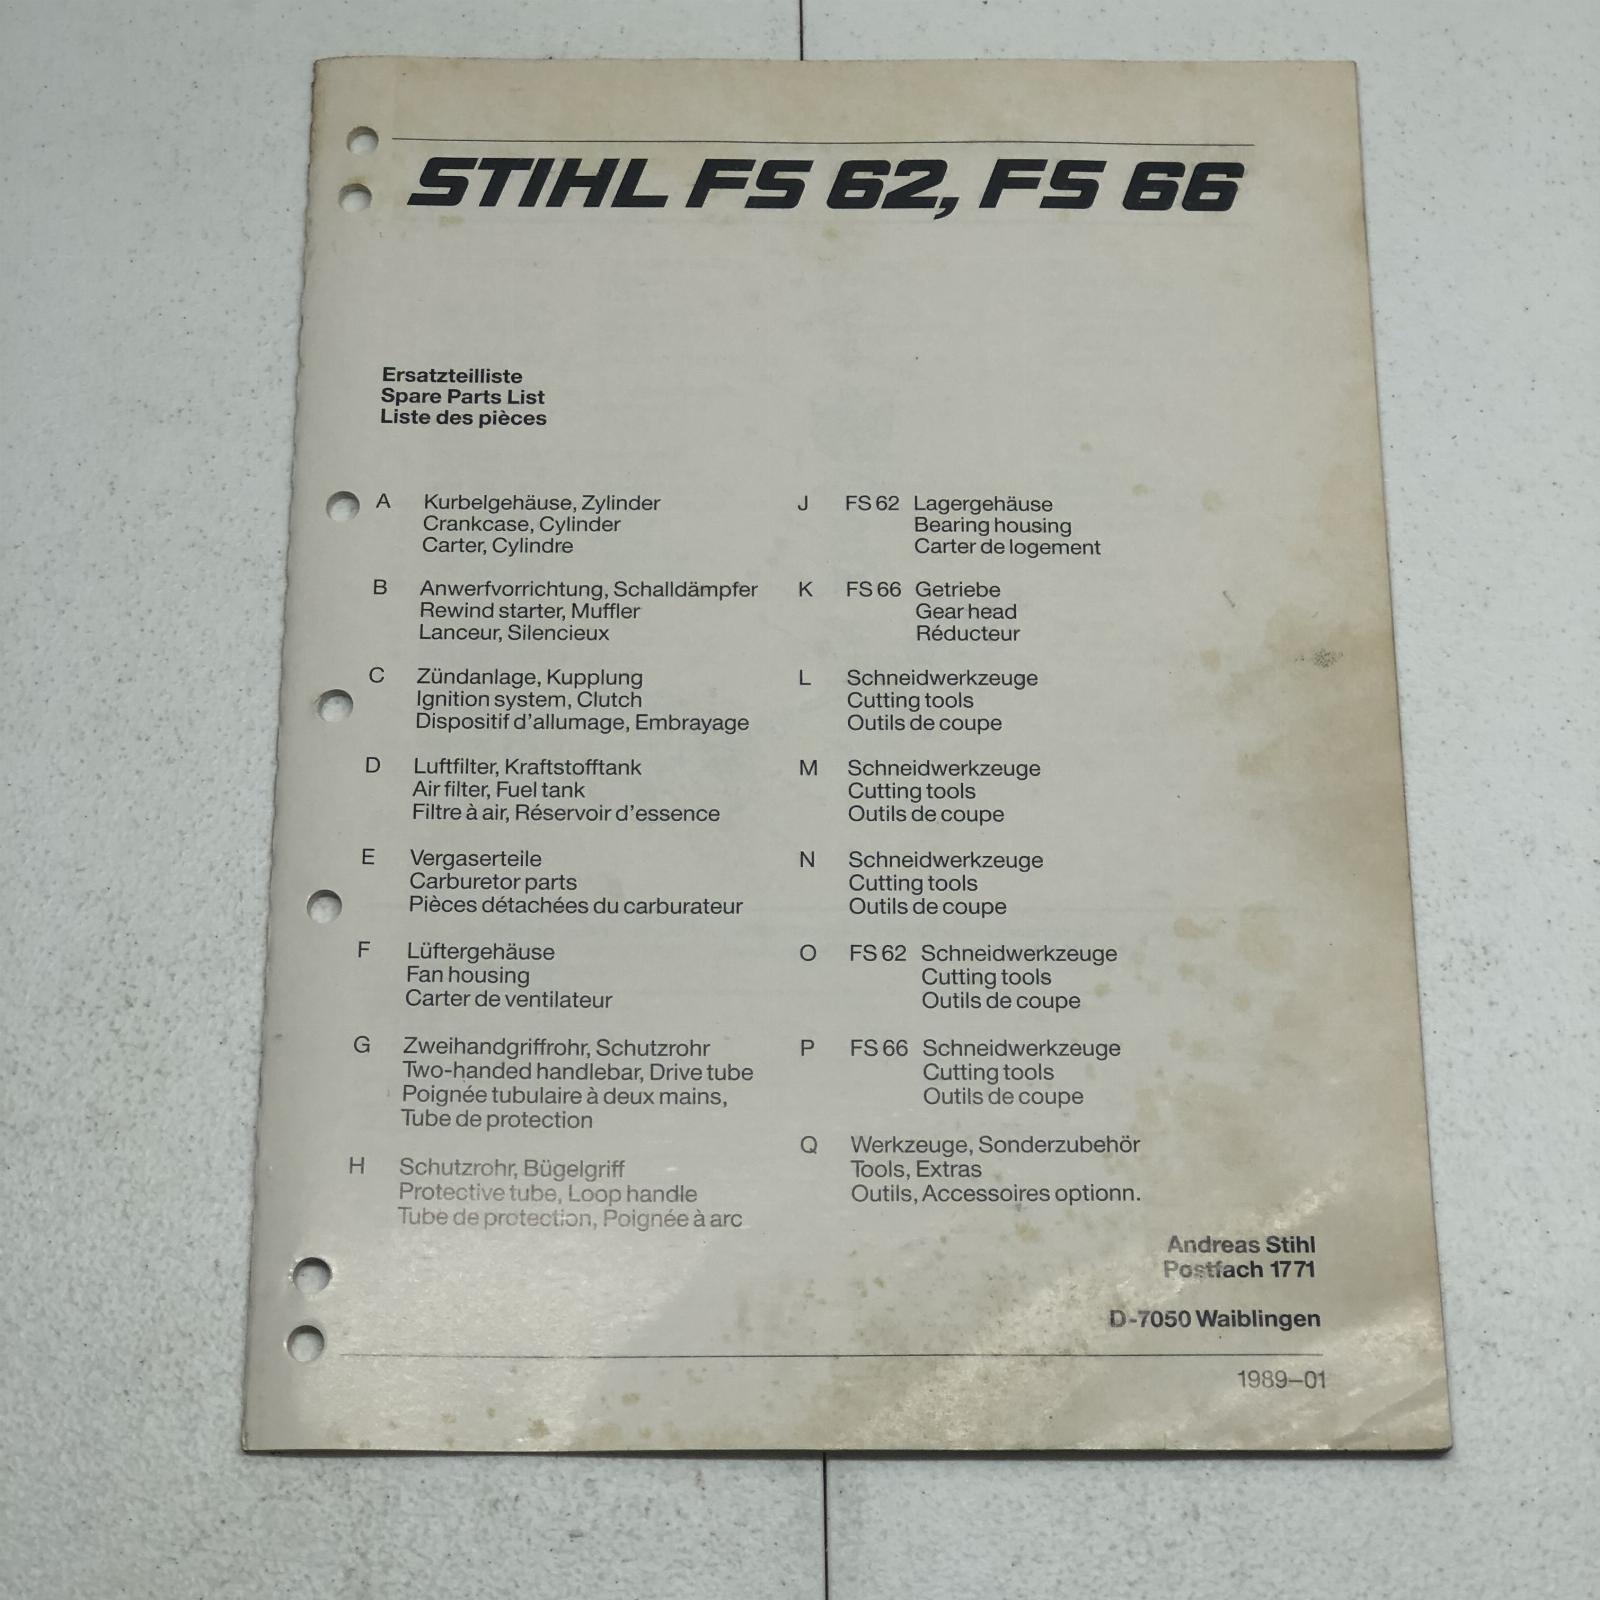 STIHL FS 62, FS 66
Ersatzteilliste
Spare Parts List
Liste des pièces
A Kurbelgehäuse, Zylinder
Crankcase, Cylinder
Carter, Cylindre
B Anwerfvorrichtung, Schalldämpfer
Rewind starter, Muffler
Lanceur, Silencieux
C Zündanlage, Kupplung
Ignition system, Clutch
Dispositif d'allumage, Embrayage
D Luftfilter, Kraftstofftank
Air filter, Fuel tank
Filtre à air, Réservoir d'essence
E Vergaserteile
Carburetor parts
Pièces détachées du carburateur
F Lüftergehäuse
Fan housing
Carter de ventilateur
G Zweihandgriffrohr, Schutzrohr
Two-handed handlebar, Drive tube
Poignée tubulaire à deux mains,
Tube de protection
H Schutzrohr, Bügelgriff
Protective tube, Loop handle
Tube de protection, Poignée à arc
J FS 62 Lagergehäuse
Bearing housing
Carter de logement
K FS 66 Getriebe
Gear head
Réducteur
L Schneidwerkzeuge
Cutting tools
Outils de coupe
M Schneidwerkzeuge
Cutting tools
Outils de coupe
N Schneidwerkzeuge
Cutting tools
Outils de coupe
O FS 62 Schneidwerkzeuge
Cutting tools
Outils de coupe
P FS 66 Schneidwerkzeuge
Cutting tools
Outils de coupe
Q Werkzeuge, Sonderzubehör
Tools, Extras
Outils, Accessoires optionn.
Andreas Stihl
Postfach 1771
D-7050 Waiblingen
1989–01